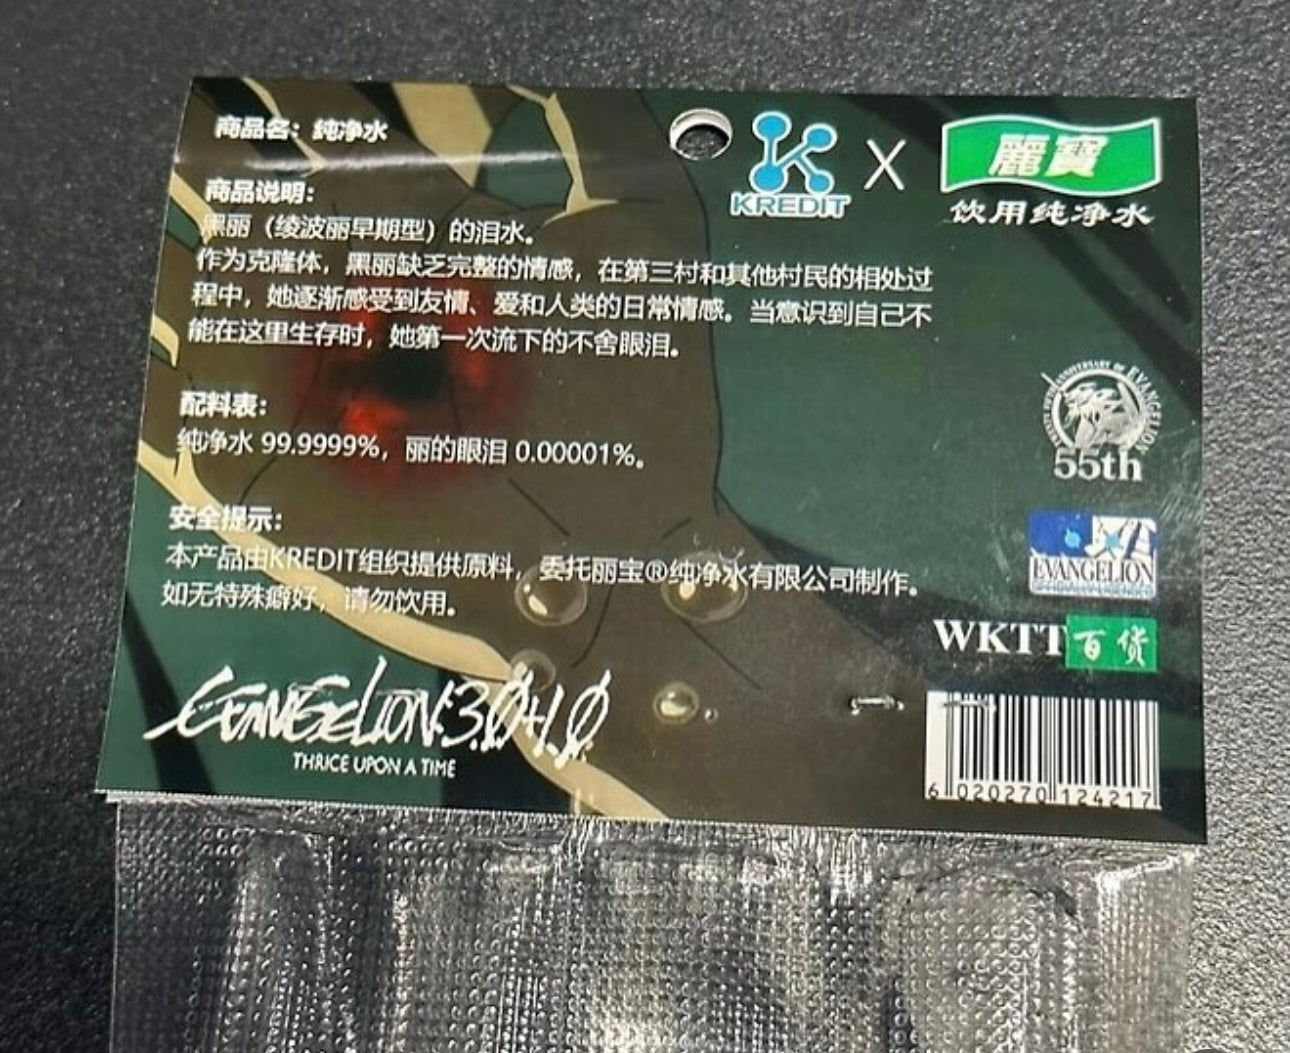 商品名：纯净水
KREDIT
X
麗寶
饮用纯净水
商品说明：
黑丽（绫波丽早期型）的泪水。
作为克隆体，黑丽缺乏完整的情感，在第三村和其他村民的相处过
程中，她逐渐感受到友情、爱和人类的日常情感。当意识到自己不
能在这里生存时，她第一次流下的不舍眼泪。
配料表：
纯净水 99.9999%，丽的眼泪 0.00001%。
安全提示：
本产品由KREDIT组织提供原料，委托丽宝®纯净水有限公司制作。
如无特殊癖好，请勿饮用。
ANNIVERSARY OF EVANGELION
55th
EVANGELION
WKTT百货
EVANGELION:3.0+1.0
THRICE UPON A TIME
6 020270 124217